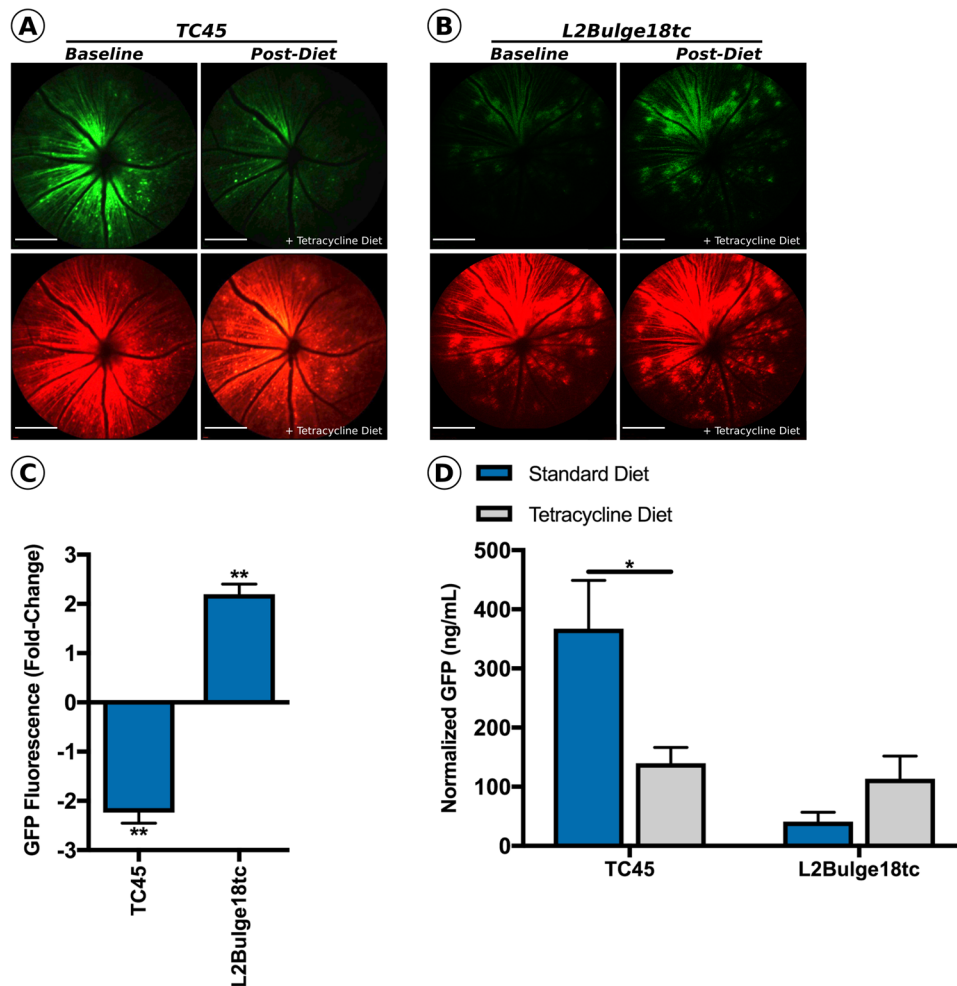 A
TC45
Baseline
Post-Diet
+ Tetracycline Diet
+ Tetracycline Diet
B
L2Bulge18tc
Baseline
Post-Diet
+ Tetracycline Diet
+ Tetracycline Diet
C
GFP Fluorescence (Fold-Change)
3
2
1
0
-1
-2
-3
**
**
TC45
L2Bulge18tc
D
Standard Diet
Tetracycline Diet
Normalized GFP (ng/mL)
500
400
300
200
100
0
*
TC45
L2Bulge18tc